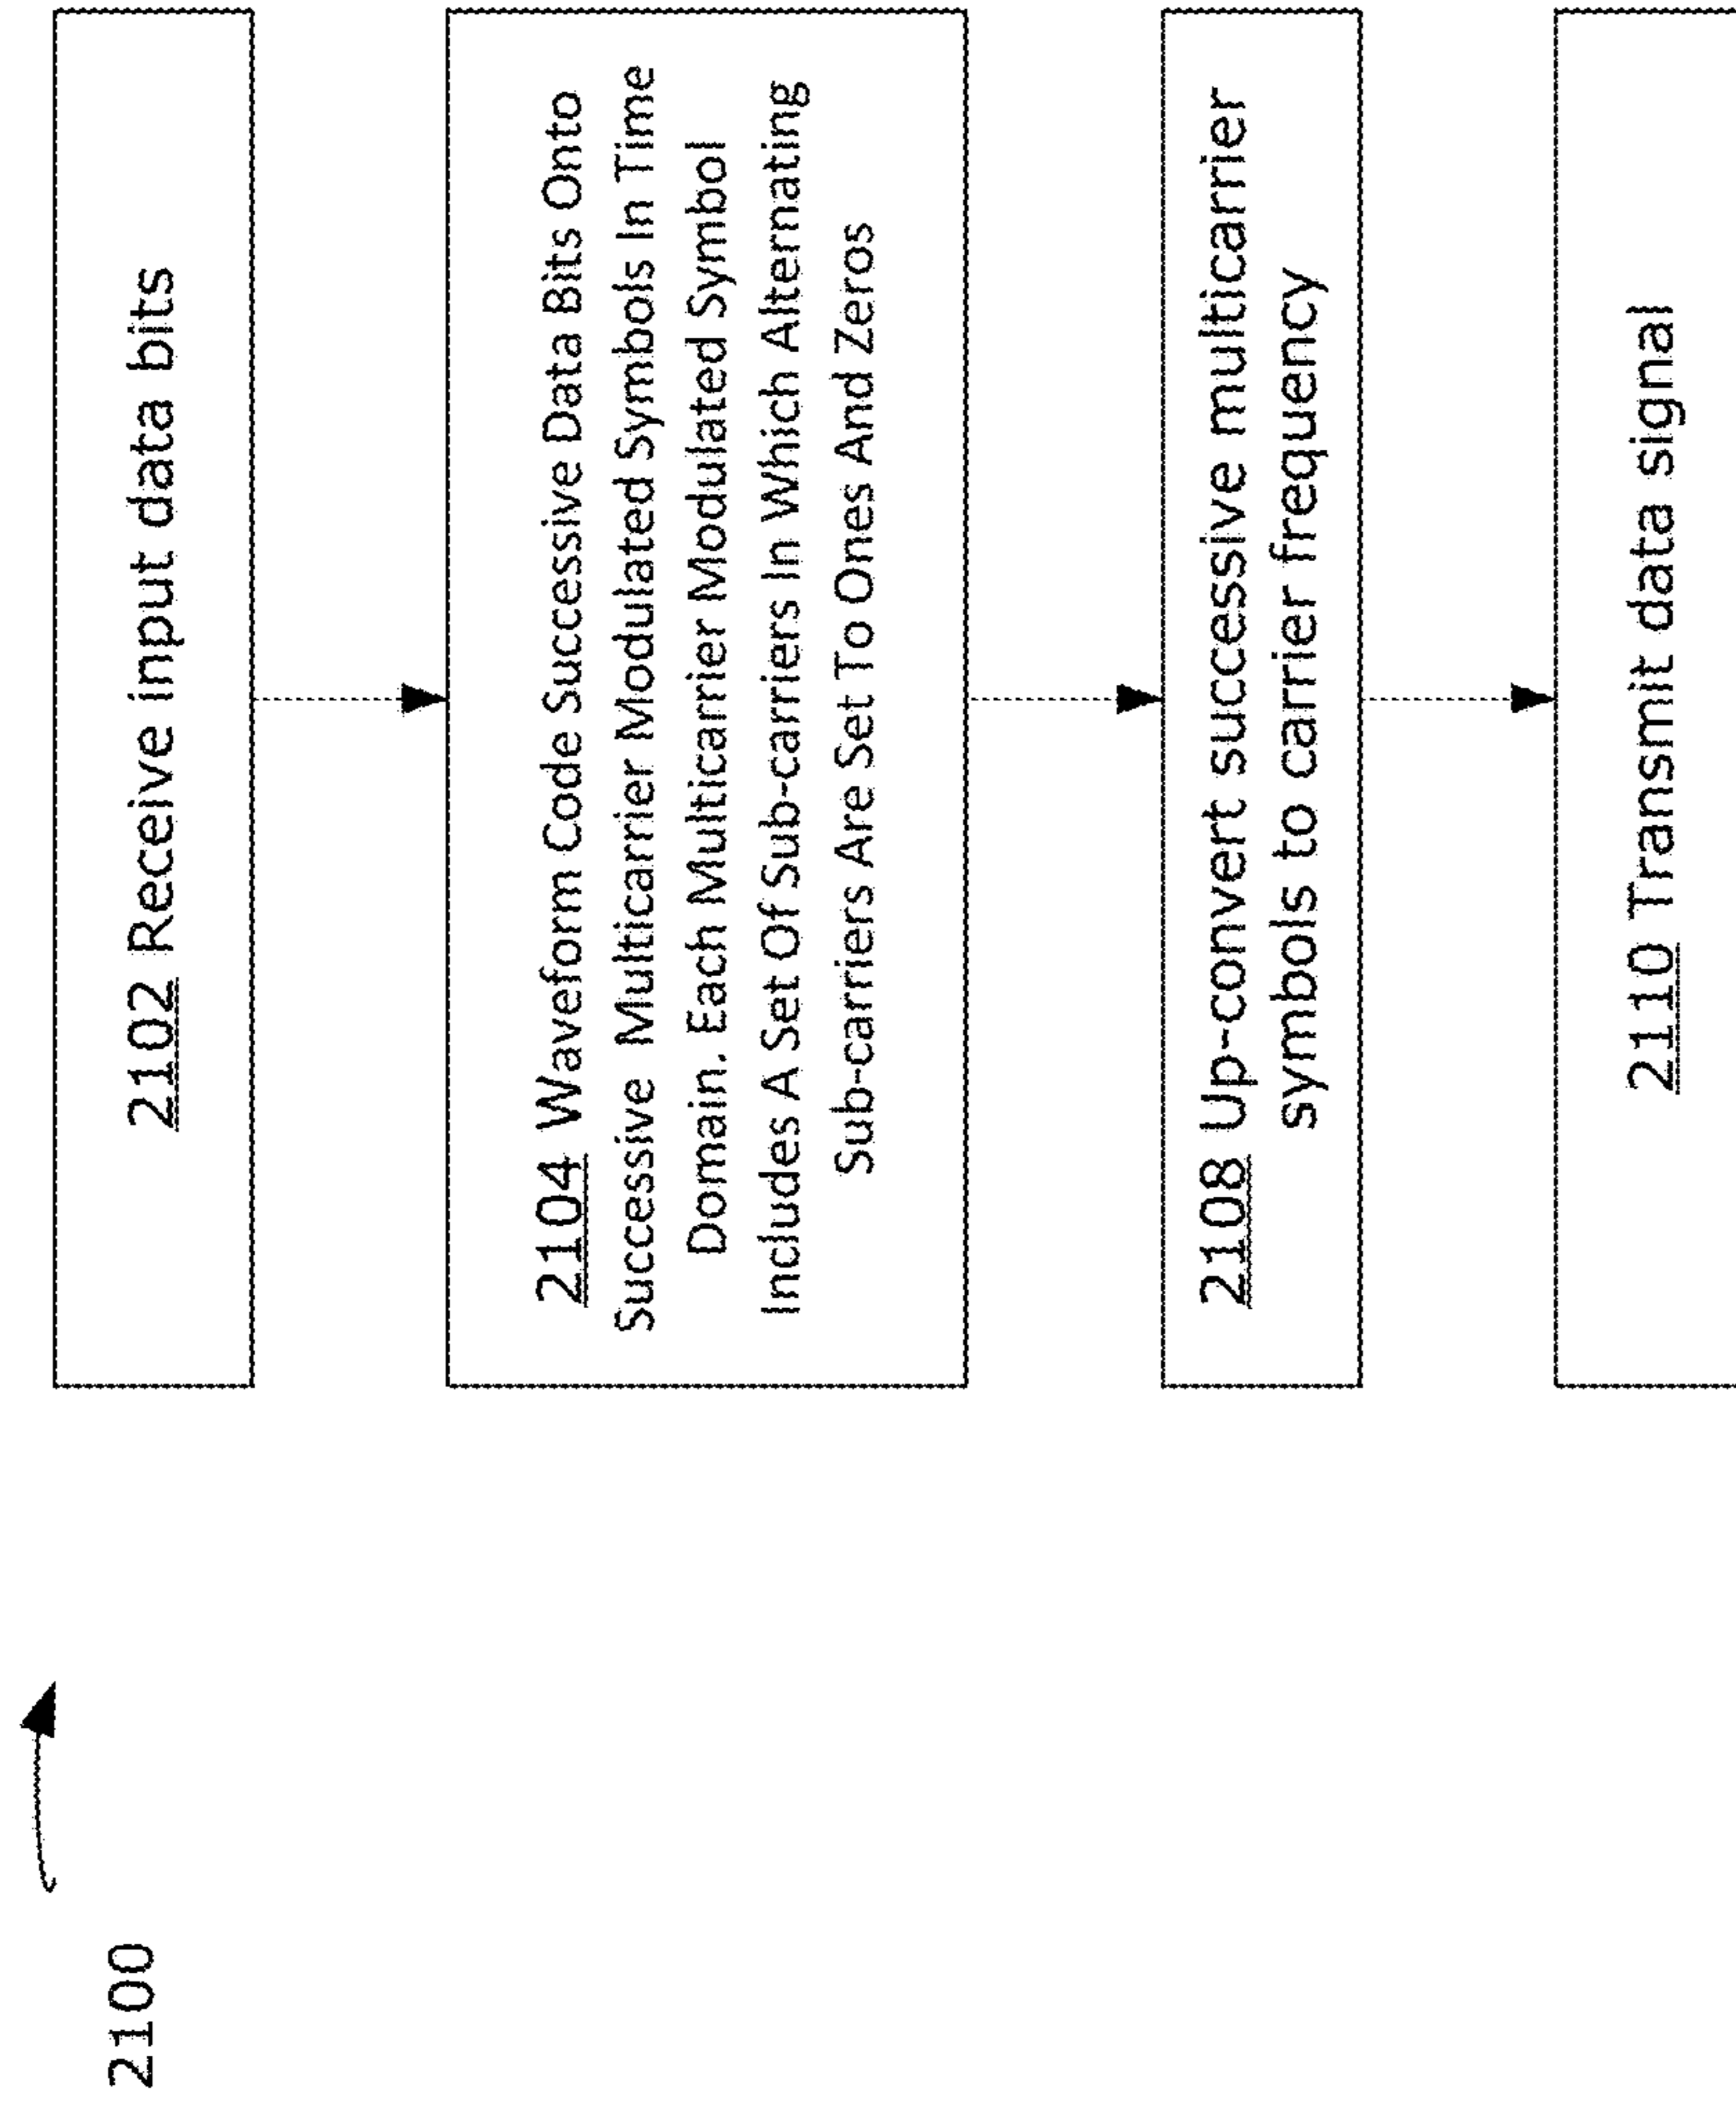 2100
2102 Receive input data bits
2104 Waveform Code Successive Data Bits Onto
Successive Multicarrier Modulated Symbols In Time
Domain. Each Multicarrier Modulated Symbol
Includes A Set Of Sub-carriers In Which Alternating
Sub-carriers Are Set To Ones And Zeros
2108 Up-convert successive multicarrier
symbols to carrier frequency
2110 Transmit data signal